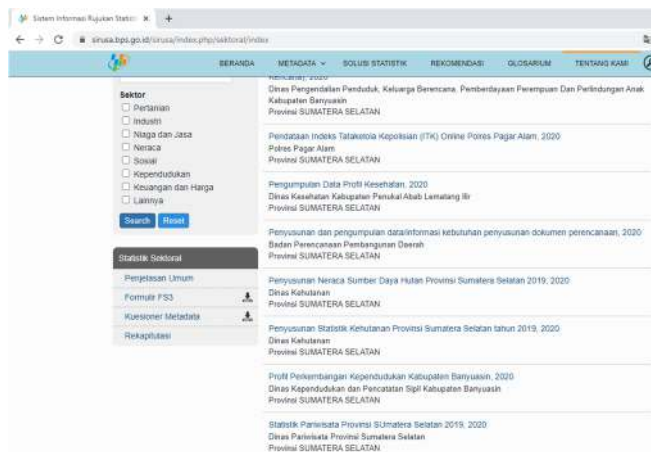 Sistem Informasi Rujukan Statisti
sirusa.bps.go.id/sirusa/index.php/sektoral/index
BERANDA METADATA SOLUSI STATISTIK REKOMENDASI GLOSARIUM TENTANG KAMI
Sektor
Pertanian
Industri
Niaga dan Jasa
Neraca
Sosial
Kependudukan
Keuangan dan Harga
Lainnya
Search Reset
Statistik Sektoral
Penjelasan Umum
Formulir FS3
Kuesioner Metadata
Rekapitulasi
Rencana), 2020
Dinas Pengendalian Penduduk, Keluarga Berencana, Pemberdayaan Perempuan Dan Perlindungan Anak
Kabupaten Banyuasin
Provinsi SUMATERA SELATAN
Pendataan Indeks Tatakelola Kepolisian (ITK) Online Polres Pagar Alam, 2020
Polres Pagar Alam
Provinsi SUMATERA SELATAN
Pengumpulan Data Profil Kesehatan, 2020
Dinas Kesehatan Kabupaten Penukal Abab Lematang Ilir
Provinsi SUMATERA SELATAN
Penyusunan dan pengumpulan data/informasi kebutuhan penyusunan dokumen perencanaan, 2020
Badan Perencanaan Pembangunan Daerah
Provinsi SUMATERA SELATAN
Penyusunan Neraca Sumber Daya Hutan Provinsi Sumatera Selatan 2019, 2020
Dinas Kehutanan
Provinsi SUMATERA SELATAN
Penyusunan Statistik Kehutanan Provinsi Sumatera Selatan tahun 2019, 2020
Dinas Kehutanan
Provinsi SUMATERA SELATAN
Profil Perkembangan Kependudukan Kabupaten Banyuasin, 2020
Dinas Kependudukan dan Pencatatan Sipil Kabupaten Banyuasin
Provinsi SUMATERA SELATAN
Statistik Pariwisata Provinsi SUmatera Selatan 2019, 2020
Dinas Pariwisata Provinsi Sumatera Selatan
Provinsi SUMATERA SELATAN